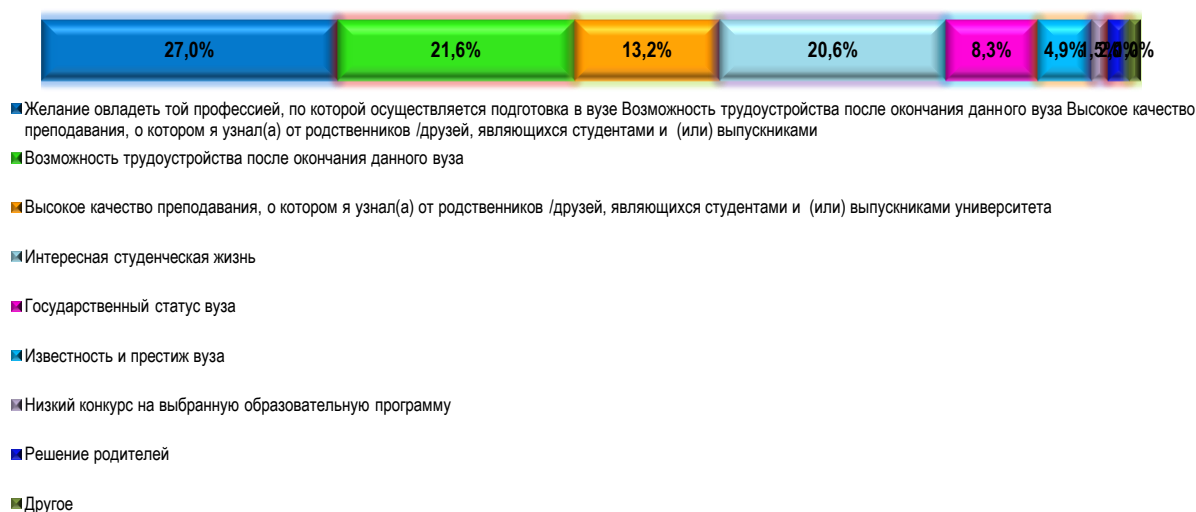 27,0% 21,6% 13,2% 20,6% 8,3% 4,9%
Желание овладеть той профессией, по которой осуществляется подготовка в вузе Возможность трудоустройства после окончания данного вуза Высокое качество
преподавания, о котором я узнал(а) от родственников /друзей, являющихся студентами и (или) выпускниками
Возможность трудоустройства после окончания данного вуза
Высокое качество преподавания, о котором я узнал(а) от родственников /друзей, являющихся студентами и (или) выпускниками университета
Интересная студенческая жизнь
Государственный статус вуза
Известность и престиж вуза
Низкий конкурс на выбранную образовательную программу
Решение родителей
Другое